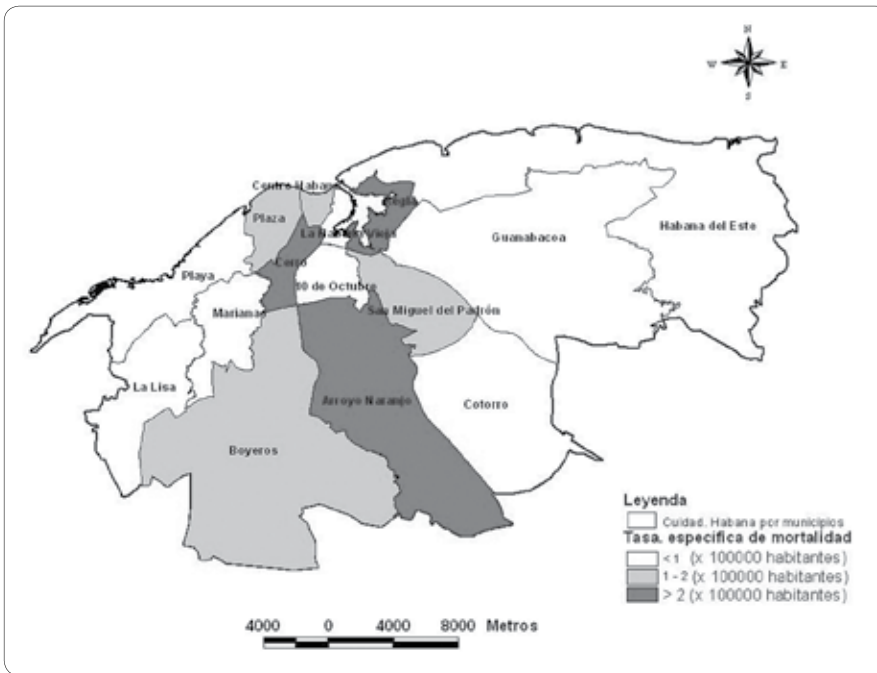 N
W E
S
Centro Habana
Regla
Plaza
La Habana Vieja
Guanabacoa
Habana del Este
Cerro
Playa
10 de Octubre
Marianao
San Miguel del Padrón
La Lisa
Arroyo Naranjo
Cotorro
Boyeros
Leyenda
Cuidad. Habana por municipios
Tasa. específica de mortalidad
<1 (x 100000 habitantes)
1 - 2 (x 100000 habitantes)
> 2 (x 100000 habitantes)
4000 0 4000 8000 Metros